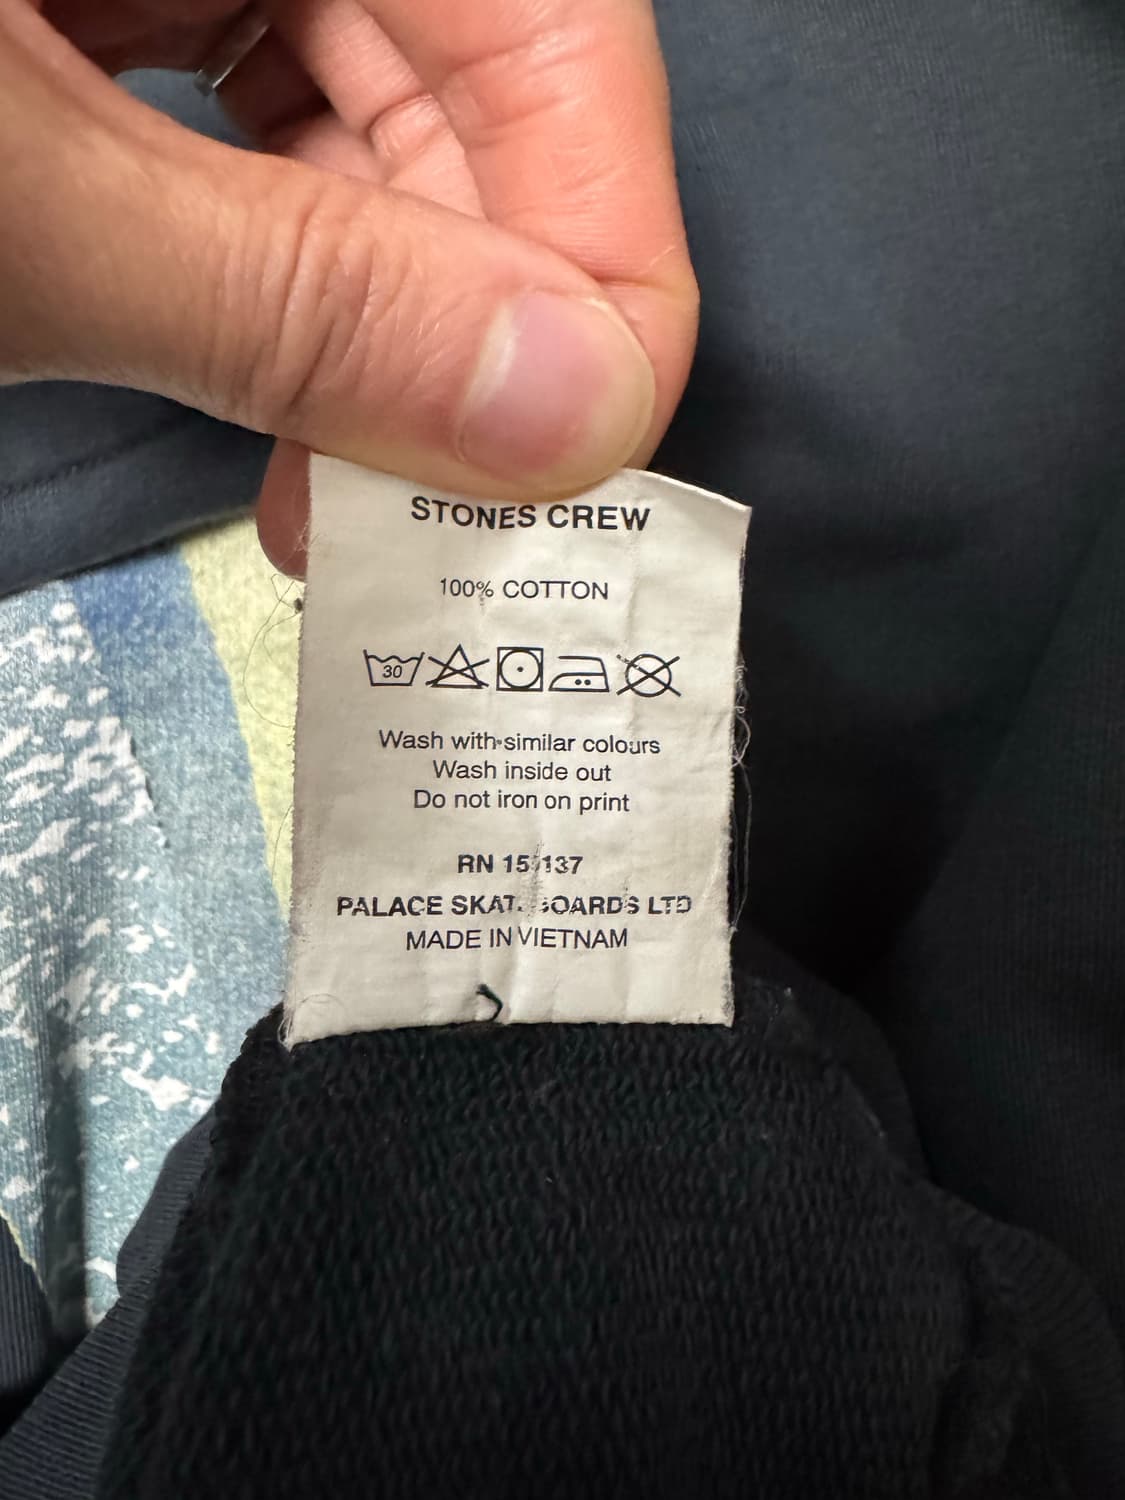 STONES CREW
100% COTTON
30
Wash with similar colours
Wash inside out
Do not iron on print
RN
PALACE LTD
MADE IN VIETNAM